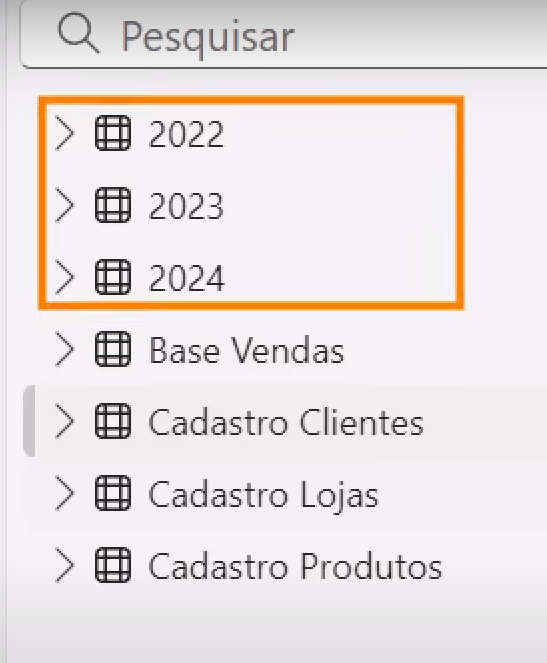 Pesquisar
2022
2023
2024
Base Vendas
Cadastro Clientes
Cadastro Lojas
Cadastro Produtos